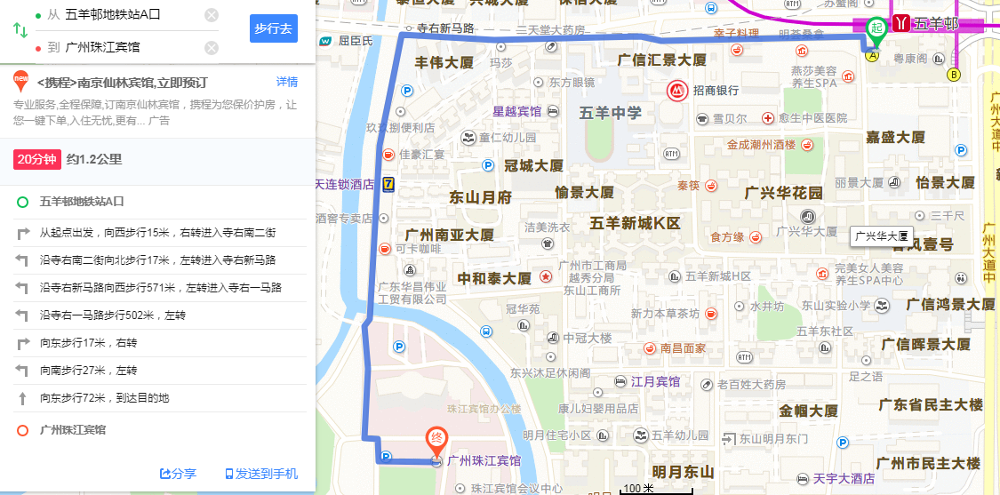 从 五羊邨地铁站A口
到 广州珠江宾馆
步行去
new
<携程>南京仙林宾馆,立即预订
详情
专业服务,全程保障,订南京仙林宾馆，携程为您保价护房，让
您一键下单,入住无忧,更有... 广告
20分钟 约1.2公里
五羊邨地铁站A口
从起点出发，向西步行15米，右转进入寺右南二街
沿寺右南二街向北步行17米，左转进入寺右新马路
沿寺右新马路向西步行571米，左转进入寺右一马路
沿寺右一马路步行502米，左转
向东步行17米，右转
向南步行27米，左转
向东步行72米，到达目的地
广州珠江宾馆
分享
发送到手机
ATM
屈臣氏
寺右新马路
二天堂大药房
幸子料理
明荟桑拿
起
五羊邨
A
B
粤康阁
丰伟大厦
玛莎
广信汇景大厦
燕莎美容
养生SPA
P
东方眼镜
招商银行
广州大道中
星越宾馆
五羊中学
雪贝尔
愈生中医医院
玖玖捌便利店
童仁幼儿园
嘉盛大厦
佳豪汇宴
P
冠城大厦
ATM
金成潮州酒楼
P
天连锁酒店
7
东山月府
愉景大厦
秦筷
广兴华花园
丽景大厦
怡景大厦
酒窖专卖店
五羊新城K区
三千尺
广州南亚大厦
洁美洗衣
食方缘
广兴华大厦
广兴华大厦
春风壹号
可卡咖啡
广州大道中
广东华昌伟业
工贸有限公司
中和泰大厦
广州市工商局
越秀分局
东山工商所
五羊新城H区
完美女人美容
养生SPA中心
冠华苑
新力本草茶坊
水井坊
东山实验小学
广信鸿景大厦
P
中冠大楼
五羊东社区
南昌面家
ATM
广信晖景大厦
东兴沐足休闲阁
江月宾馆
老百姓大药房
足之语
珠江宾馆办公楼
康儿妇婴用品店
金帼大厦
广东省民主大楼
终
明月住宅小区
五羊幼儿园
东山明月东门
P
P
广州珠江宾馆
广州市民主大楼
明月东山
天宇大酒店
珠江宾馆会议中心
100 米